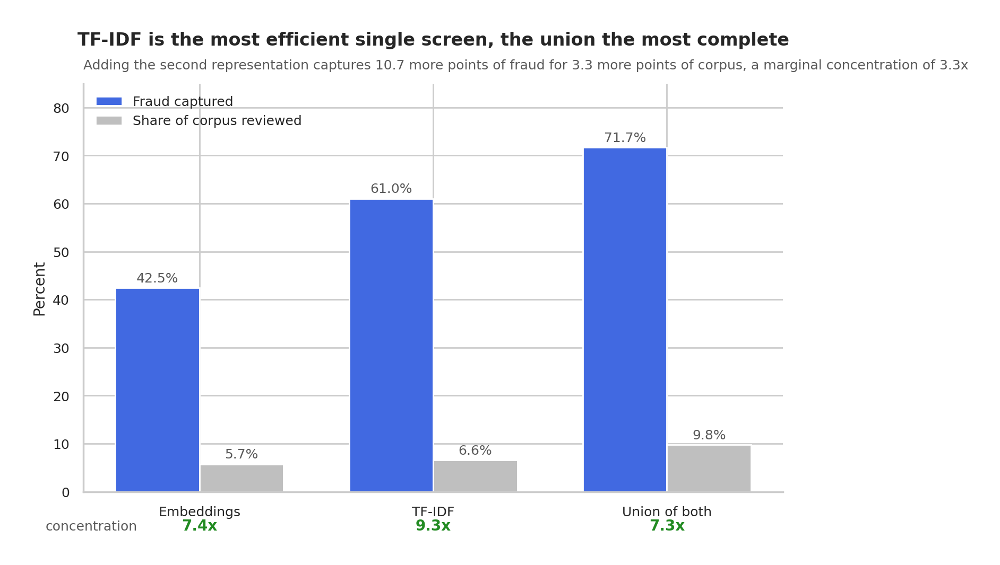 TF-IDF is the most efficient single screen, the union the most complete
Adding the second representation captures 10.7 more points of fraud for 3.3 more points of corpus, a marginal concentration of 3.3x
Fraud captured
Share of corpus reviewed
Percent
80
70
60
50
40
30
20
10
0
42.5%
5.7%
61.0%
6.6%
71.7%
9.8%
Embeddings
TF-IDF
Union of both
concentration
7.4x
9.3x
7.3x